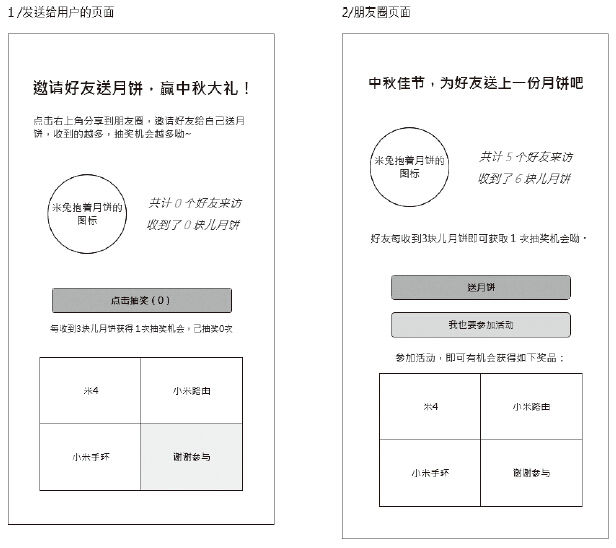 1/发送给用户的页面
邀请好友送月饼，赢中秋大礼！
点击右上角分享到朋友圈，邀请好友给自己送月
饼，收到的越多，抽奖机会越多呦~
米兔抱着月饼的
图标
共计 0 个好友来访
收到了 0 块儿月饼
点击抽奖（0）
每收到3块儿月饼获得 1次抽奖机会，已抽奖0次
米4
小米路由
小米手环
谢谢参与
2/朋友圈页面
中秋佳节，为好友送上一份月饼吧
米兔抱着月饼的
图标
共计 5 个好友来访
收到了 6 块儿月饼
好友每收到3块儿月饼即可获取 1 次抽奖机会呦。
送月饼
我也要参加活动
参加活动，即可有机会获得如下奖品：
米4
小米路由
小米手环
谢谢参与